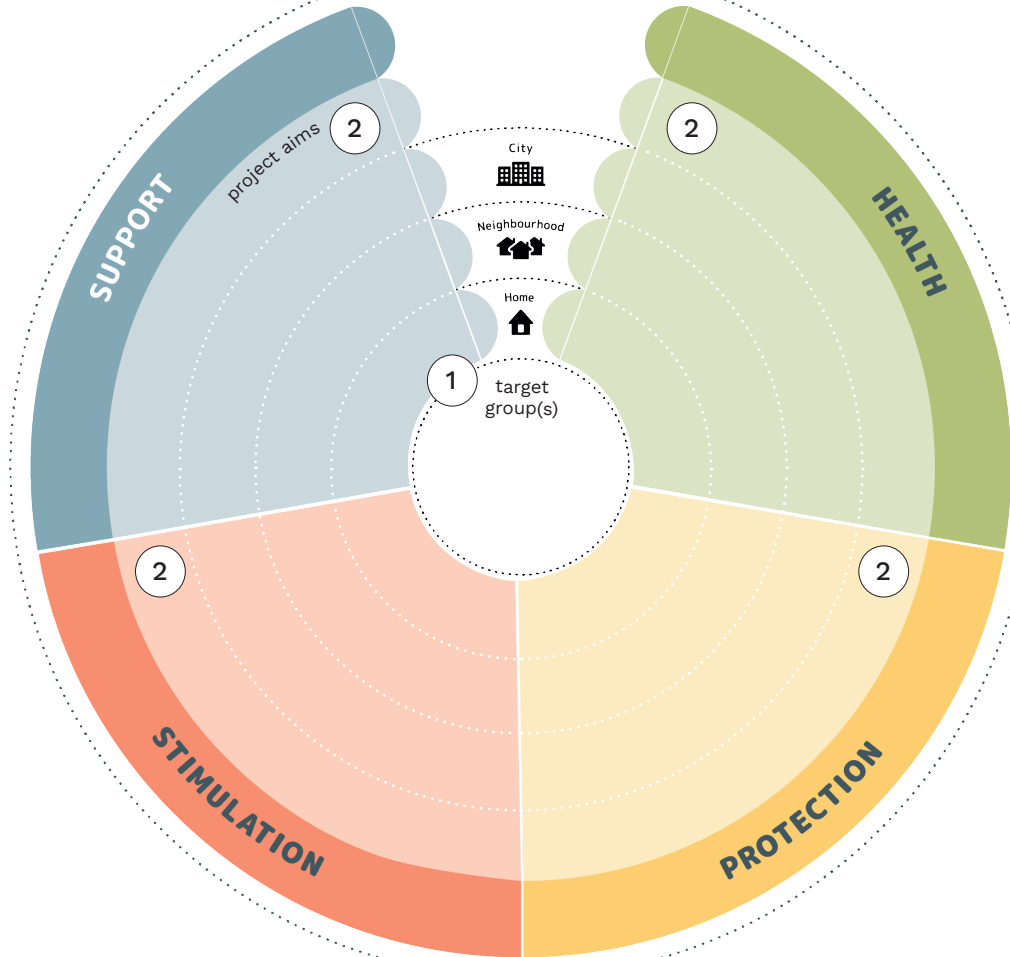 2
2
project aims
City
SUPPORT
HEALTH
Neighbourhood
Home
1
target
group(s)
2
2
STIMULATION
PROTECTION